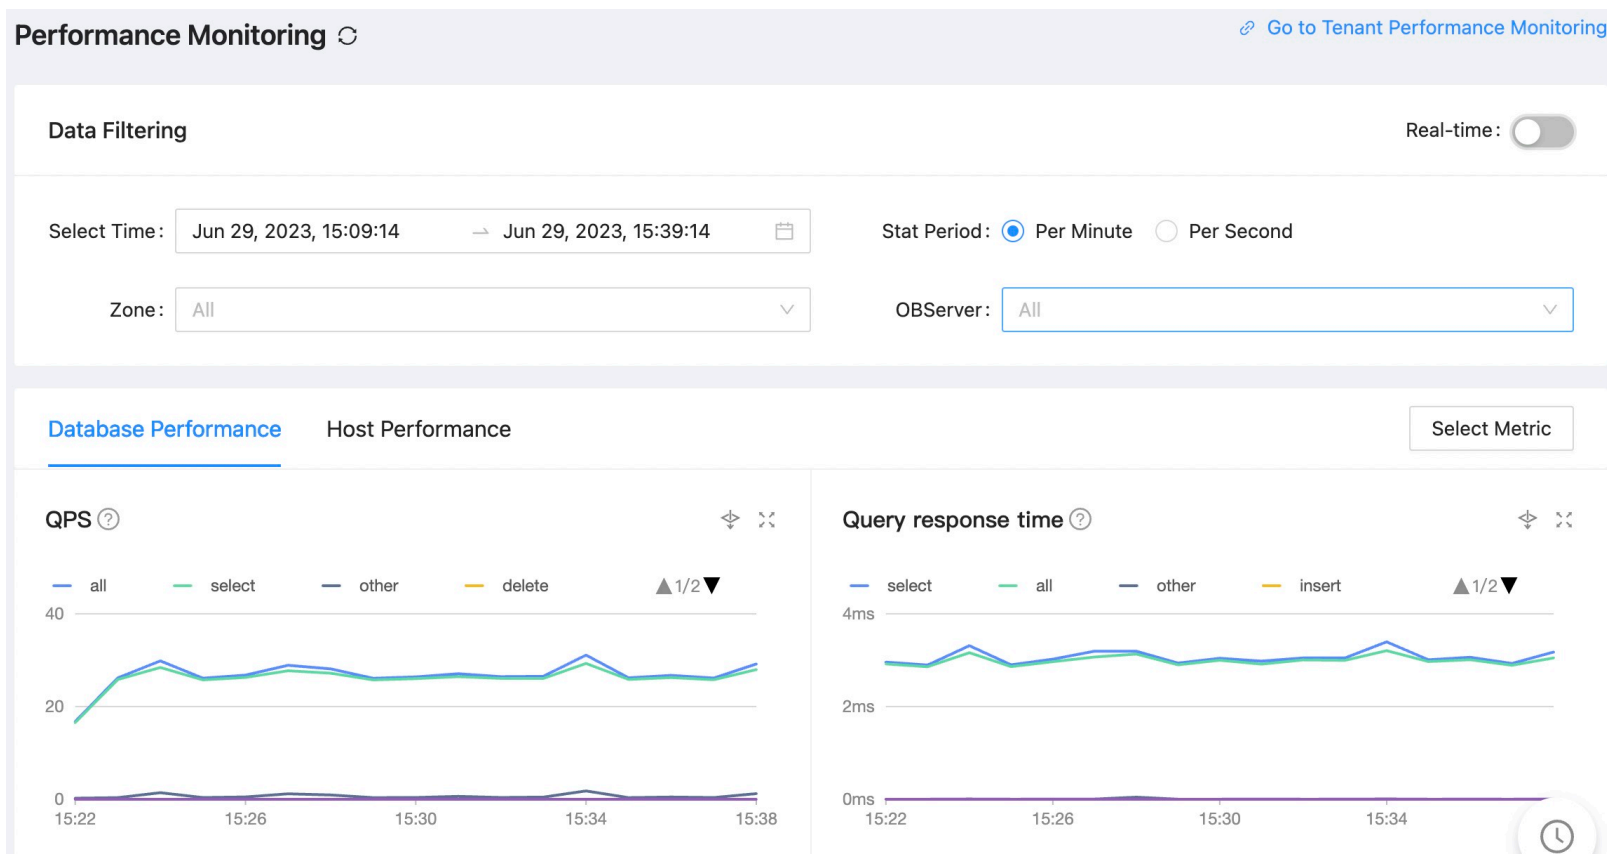 Performance Monitoring
Go to Tenant Performance Monitoring
Data Filtering
Real-time :
Select Time : Jun 29, 2023, 15:09:14 → Jun 29, 2023, 15:39:14
Stat Period : Per Minute Per Second
Zone : All
OBServer : All
Database Performance Host Performance
Select Metric
QPS ?
all select other delete ▲1/2▼
40
20
0
15:22 15:26 15:30 15:34 15:38
Query response time ?
select all other insert ▲1/2▼
4ms
2ms
0ms
15:22 15:26 15:30 15:34